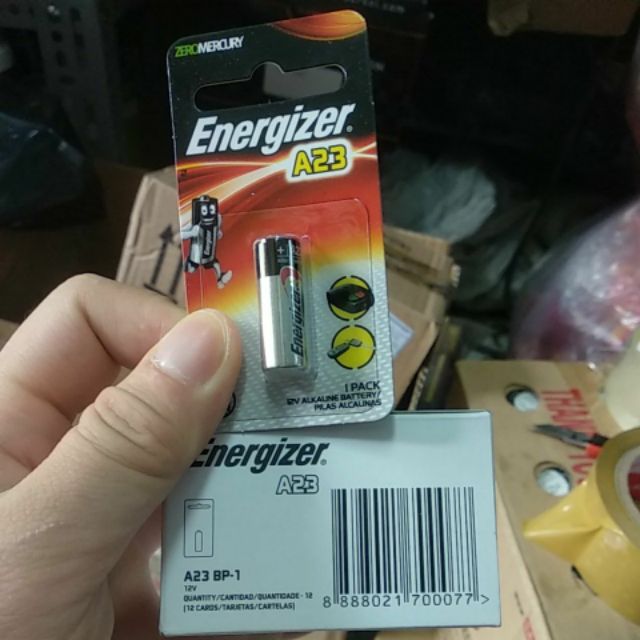 ZEROMERCURY
Energizer
A23
Energizer
1 PACK
12V ALKALINE BATTERY/
PILAS ALCALINAS
Energizer
A23
A23 BP-1
12V
QUANTITY/CANTIDAD/QUANTIDADE - 12
(12 CARDS/TARJETAS/CARTELAS)
8 888021 700077 >